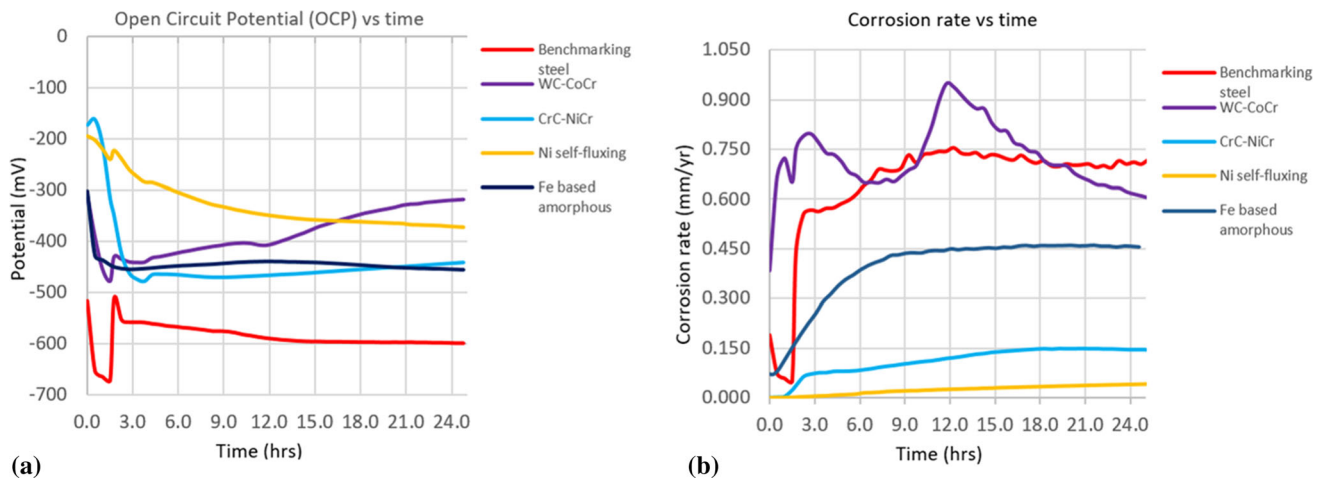 Open Circuit Potential (OCP) vs time
0
-100
-200
-300
-400
-500
-600
-700
Potential (mV)
0.0 3.0 6.0 9.0 12.0 15.0 18.0 21.0 24.0
Time (hrs)
Benchmarking
steel
WC-CoCr
CrC-NiCr
Ni self-fluxing
Fe based
amorphous
(a)
Corrosion rate vs time
1.050
0.900
0.750
0.600
0.450
0.300
0.150
0.000
Corrosion rate (mm/yr)
0.0 3.0 6.0 9.0 12.0 15.0 18.0 21.0 24.0
Time (hrs)
Benchmarking
steel
WC-CoCr
CrC-NiCr
Ni self-fluxing
Fe based
amorphous
(b)